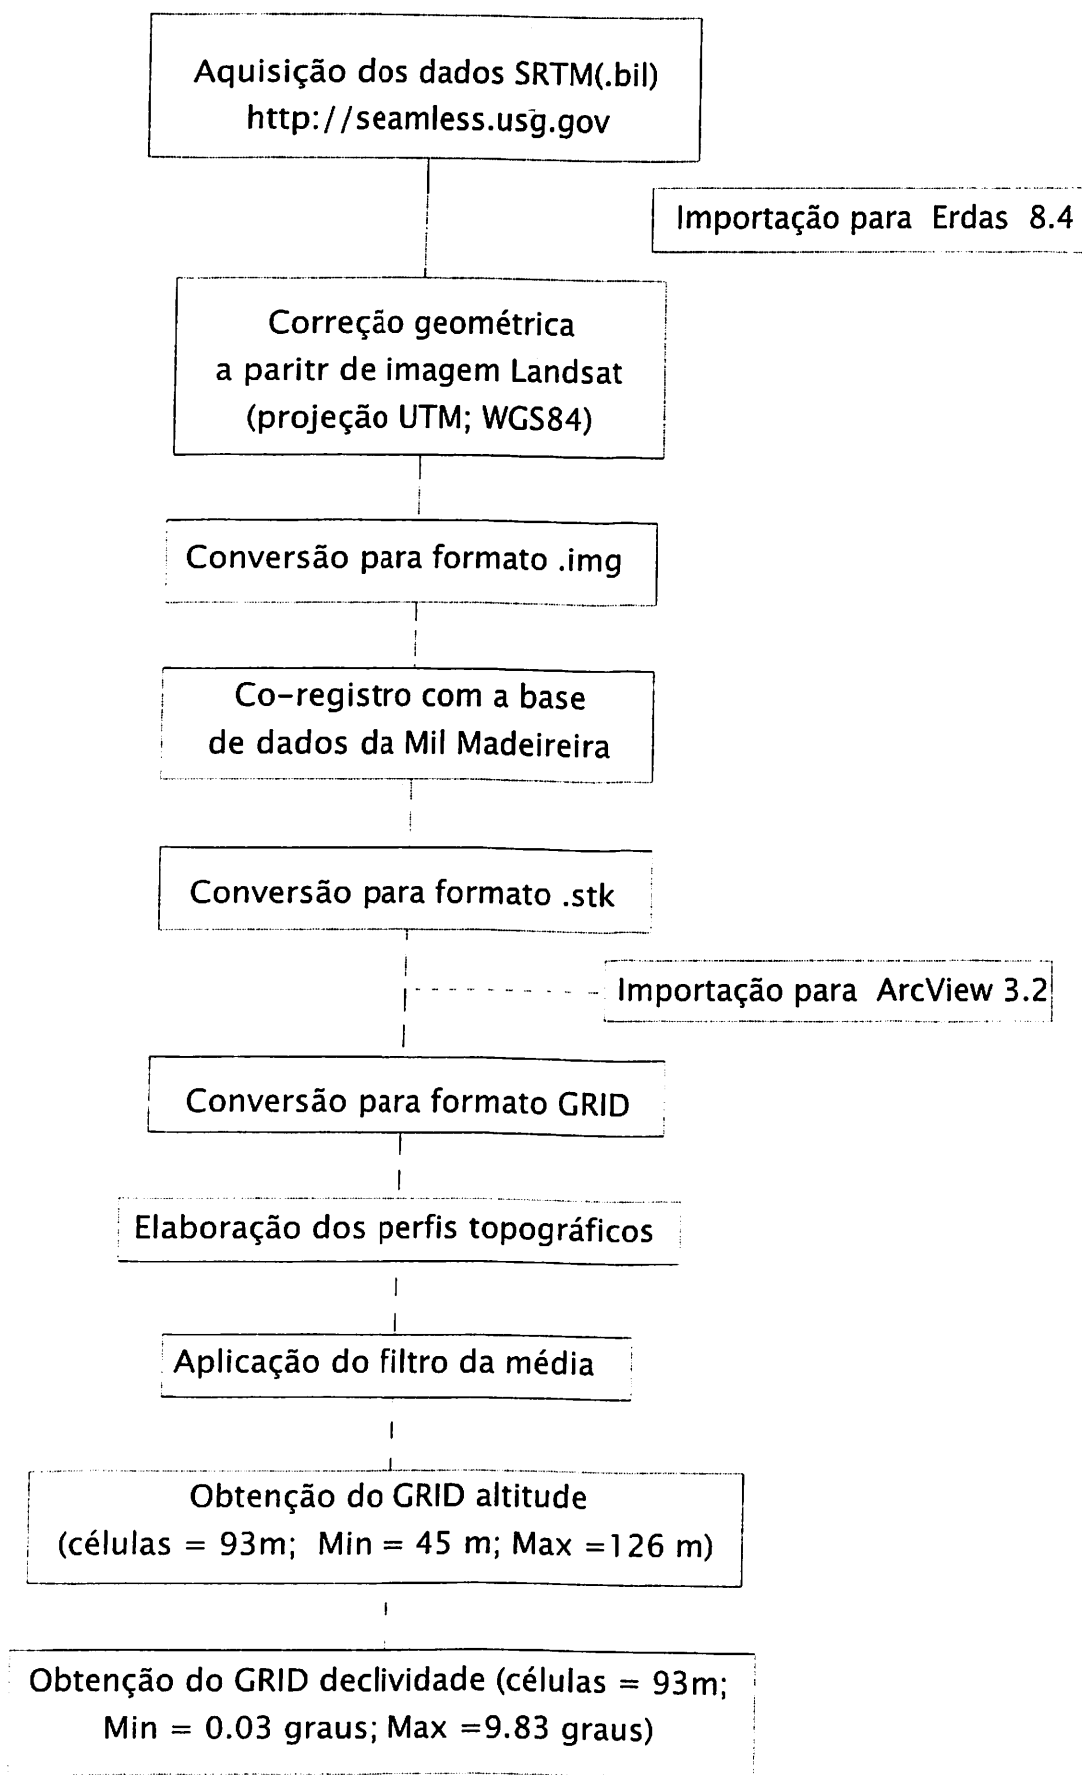 Aquisição dos dados SRTM(.bil)
http://seamless.usg.gov
Importação para Erdas 8.4
Correção geométrica
a paritr de imagem Landsat
(projeção UTM; WGS84)
Conversão para formato .img
Co-registro com a base
de dados da Mil Madeireira
Conversão para formato .stk
Importação para ArcView 3.2
Conversão para formato GRID
Elaboração dos perfis topográficos
Aplicação do filtro da média
Obtenção do GRID altitude
(células = 93m; Min = 45 m; Max =126 m)
Obtenção do GRID declividade (células = 93m;
Min = 0.03 graus; Max =9.83 graus)